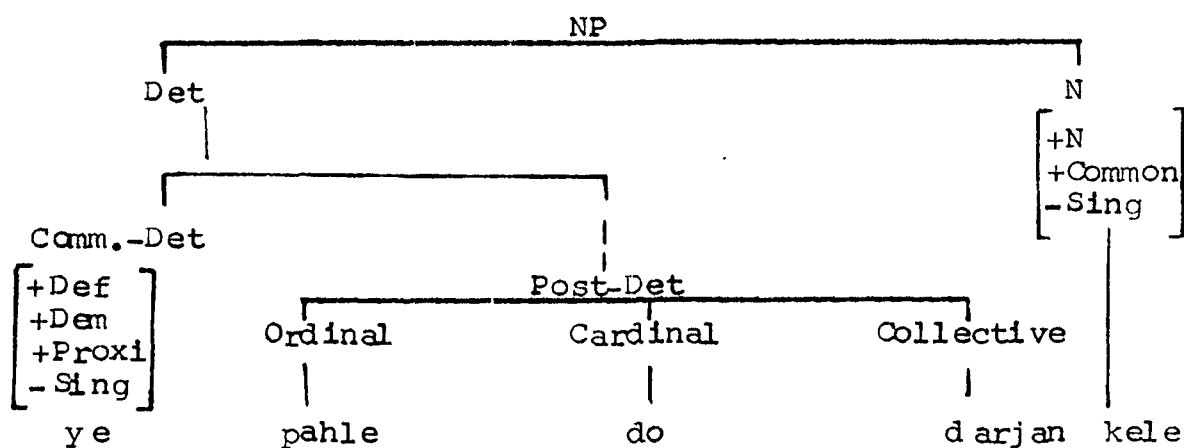 NP
Det N
+N
+Common
-Sing
Comm.-Det
+Def
+Dem
+Proxi
-Sing
Post-Det
Ordinal Cardinal Collective
ye pahle do darjan kele